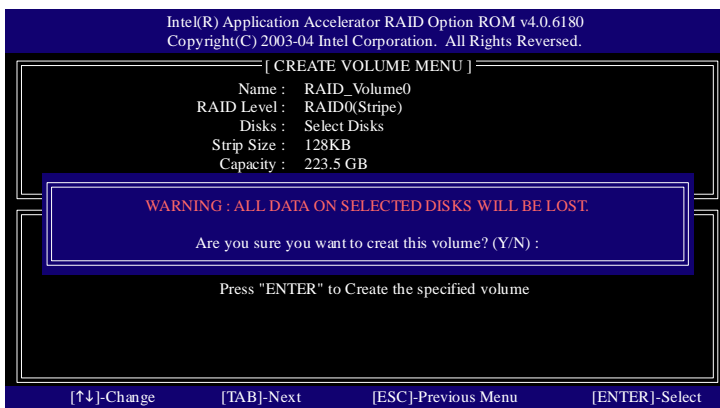 Intel(R) Application Accelerator RAID Option ROM v4.0.6180
Copyright(C) 2003-04 Intel Corporation. All Rights Reversed.
[ CREATE VOLUME MENU ]
Name : RAID_Volume0
RAID Level : RAID0(Stripe)
Disks : Select Disks
Strip Size : 128KB
Capacity : 223.5 GB
WARNING : ALL DATA ON SELECTED DISKS WILL BE LOST.
Are you sure you want to creat this volume? (Y/N) :
Press "ENTER" to Create the specified volume
[↑↓]-Change [TAB]-Next [ESC]-Previous Menu [ENTER]-Select